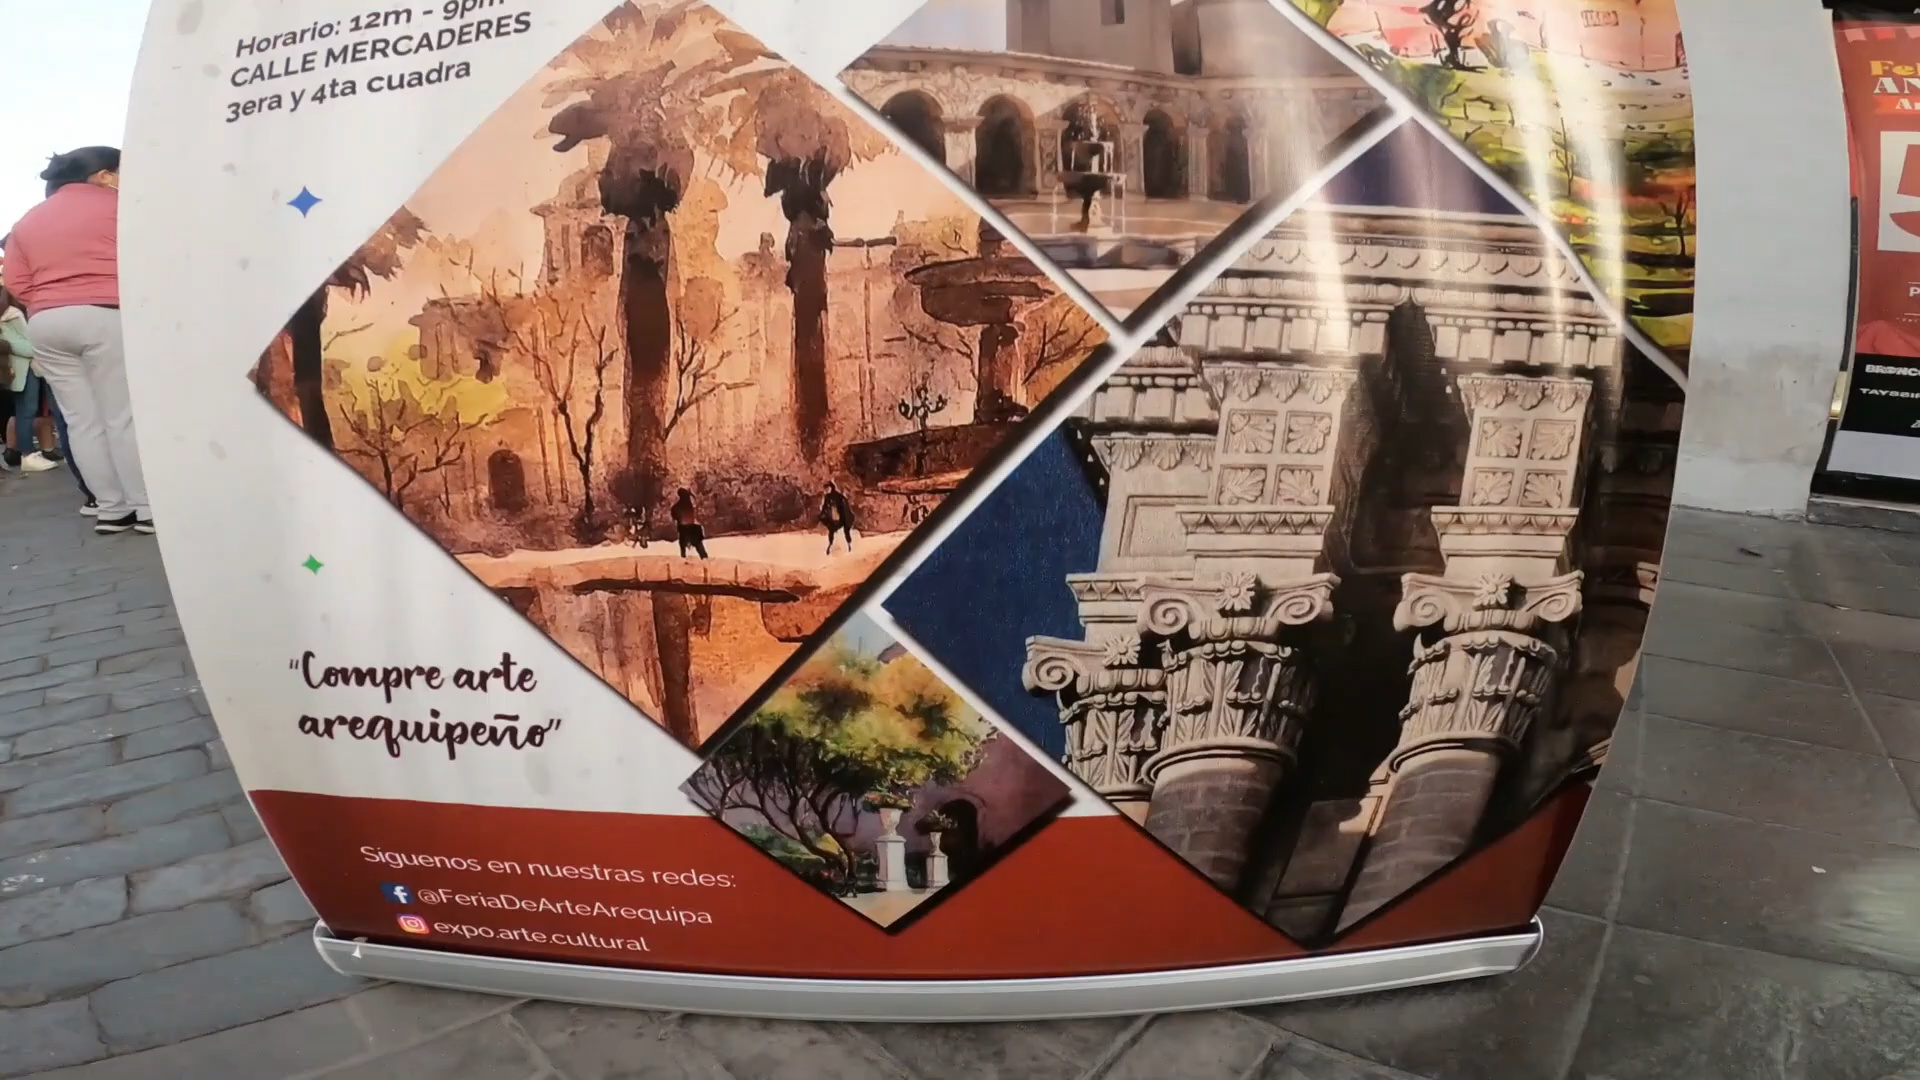 Horario: 12m - 9pm
CALLE MERCADERES
3era y 4ta cuadra
"Compre arte
arequipeño"
Síguenos en nuestras redes:
@FeriaDeArteArequipa
expo.arte.cultural